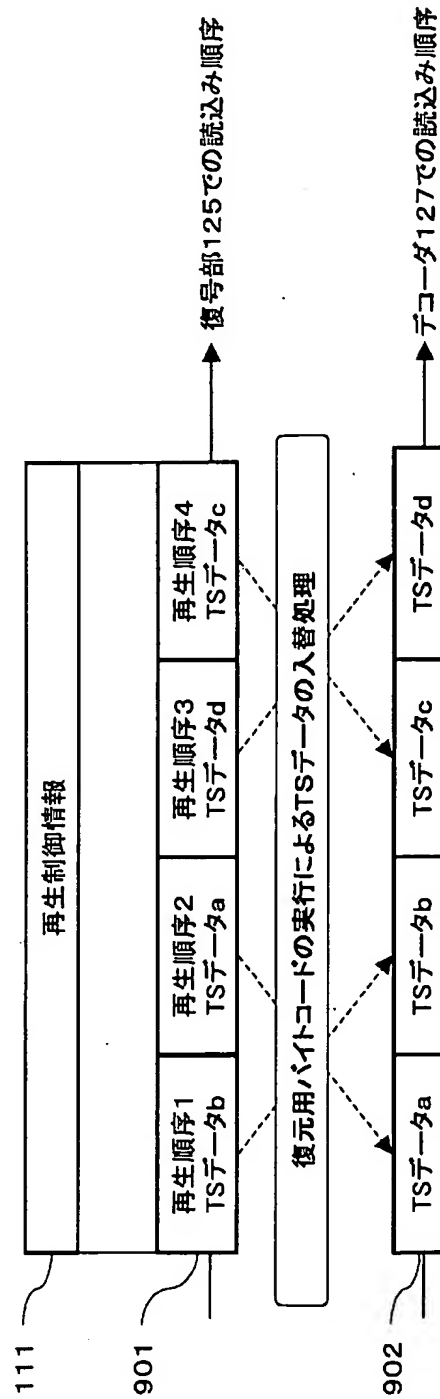 111
再生制御情報
901
再生順序1
TSデータb
再生順序2
TSデータa
再生順序3
TSデータd
再生順序4
TSデータc
復号部125での読込み順序
復元用バイトコードの実行によるTSデータの入替処理
902
TSデータa
TSデータb
TSデータc
TSデータd
デコーダ127での読込み順序